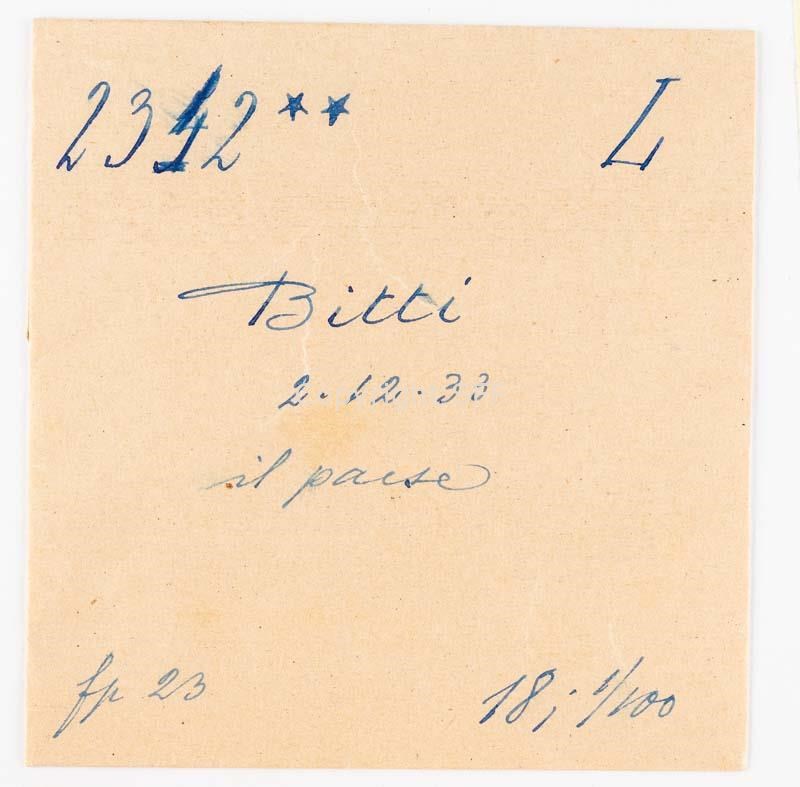 2342** L
Bitti
2.12.33
il paese
fp 23 18; 1/100